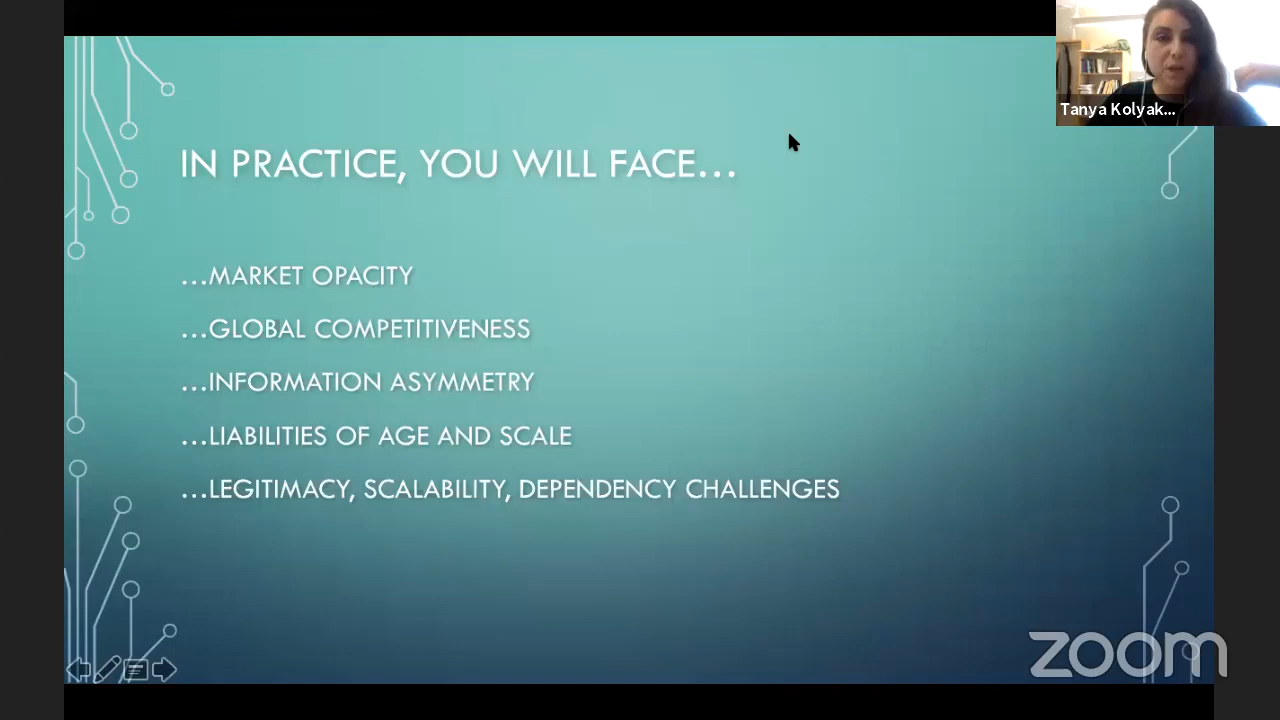 Tanya Kolyak...
IN PRACTICE, YOU WILL FACE...
...MARKET OPACITY
...GLOBAL COMPETITIVENESS
...INFORMATION ASYMMETRY
...LIABILITIES OF AGE AND SCALE
...LEGITIMACY, SCALABILITY, DEPENDENCY CHALLENGES
zoom